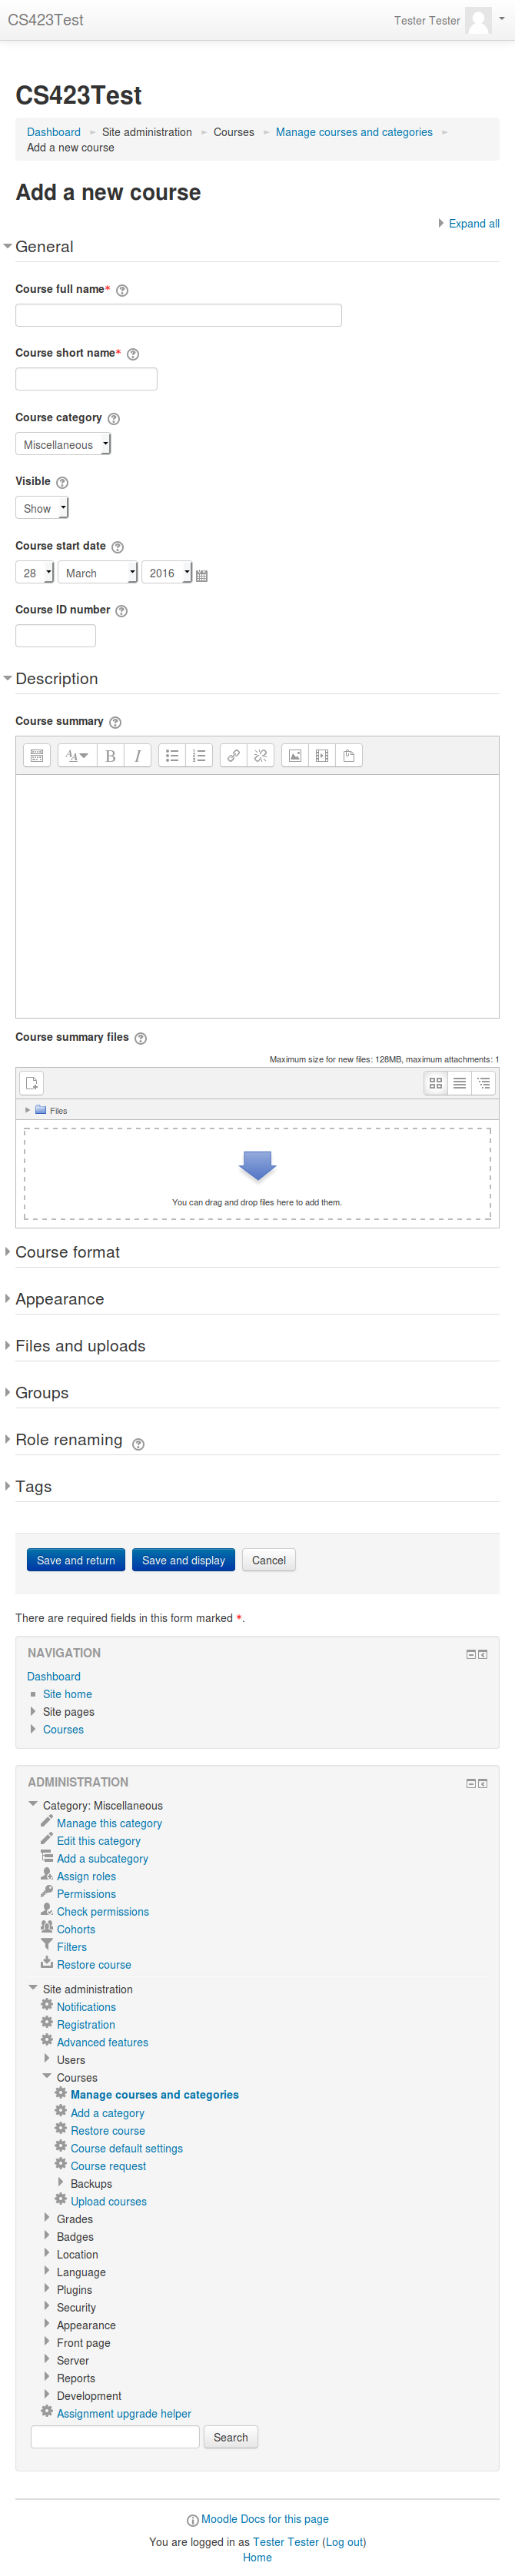 CS423Test
Tester Tester
CS423Test
Dashboard ► Site administration ► Courses ► Manage courses and categories ►
Add a new course
Add a new course
Expand all
General
Course full name*
Course short name*
Course category
Miscellaneous
Visible
Show
Course start date
28 March 2016
Course ID number
Description
Course summary
Course summary files
Maximum size for new files: 128MB, maximum attachments: 1
Files
You can drag and drop files here to add them.
Course format
Appearance
Files and uploads
Groups
Role renaming
Tags
Save and return Save and display Cancel
There are required fields in this form marked *.
NAVIGATION
Dashboard
Site home
Site pages
Courses
ADMINISTRATION
Category: Miscellaneous
Manage this category
Edit this category
Add a subcategory
Assign roles
Permissions
Check permissions
Cohorts
Filters
Restore course
Site administration
Notifications
Registration
Advanced features
Users
Courses
Manage courses and categories
Add a category
Restore course
Course default settings
Course request
Backups
Upload courses
Grades
Badges
Location
Language
Plugins
Security
Appearance
Front page
Server
Reports
Development
Assignment upgrade helper
Search
Moodle Docs for this page
You are logged in as Tester Tester (Log out)
Home